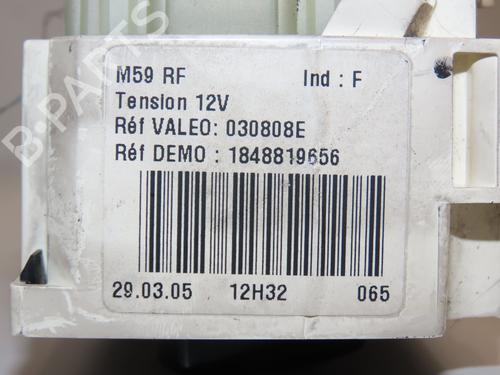 M59 RF Ind : F
Tension 12V
Réf VALEO: 030808E
Réf DEMO : 1848819656
29.03.05 12H32 065
B-PARTS